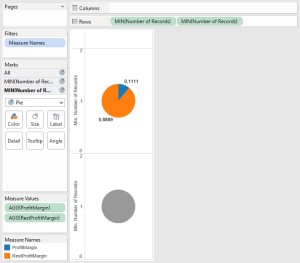 Pages
Columns
Rows
MIN(Number of Records)
MIN(Number of Records)
Filters
Measure Names
Marks
All
MIN(Number of Rec...
MIN(Number of R...
Pie
Color
Size
Label
Detail
Tooltip
Angle
Measure Values
AGG(ProfitMargin)
AGG(RestProfitMargin)
Measure Names
ProfitMargin
RestProfitMargin
2
1
0
Min. Number of Records
0,1111
0,8889
2
1
0
Min. Number of Records